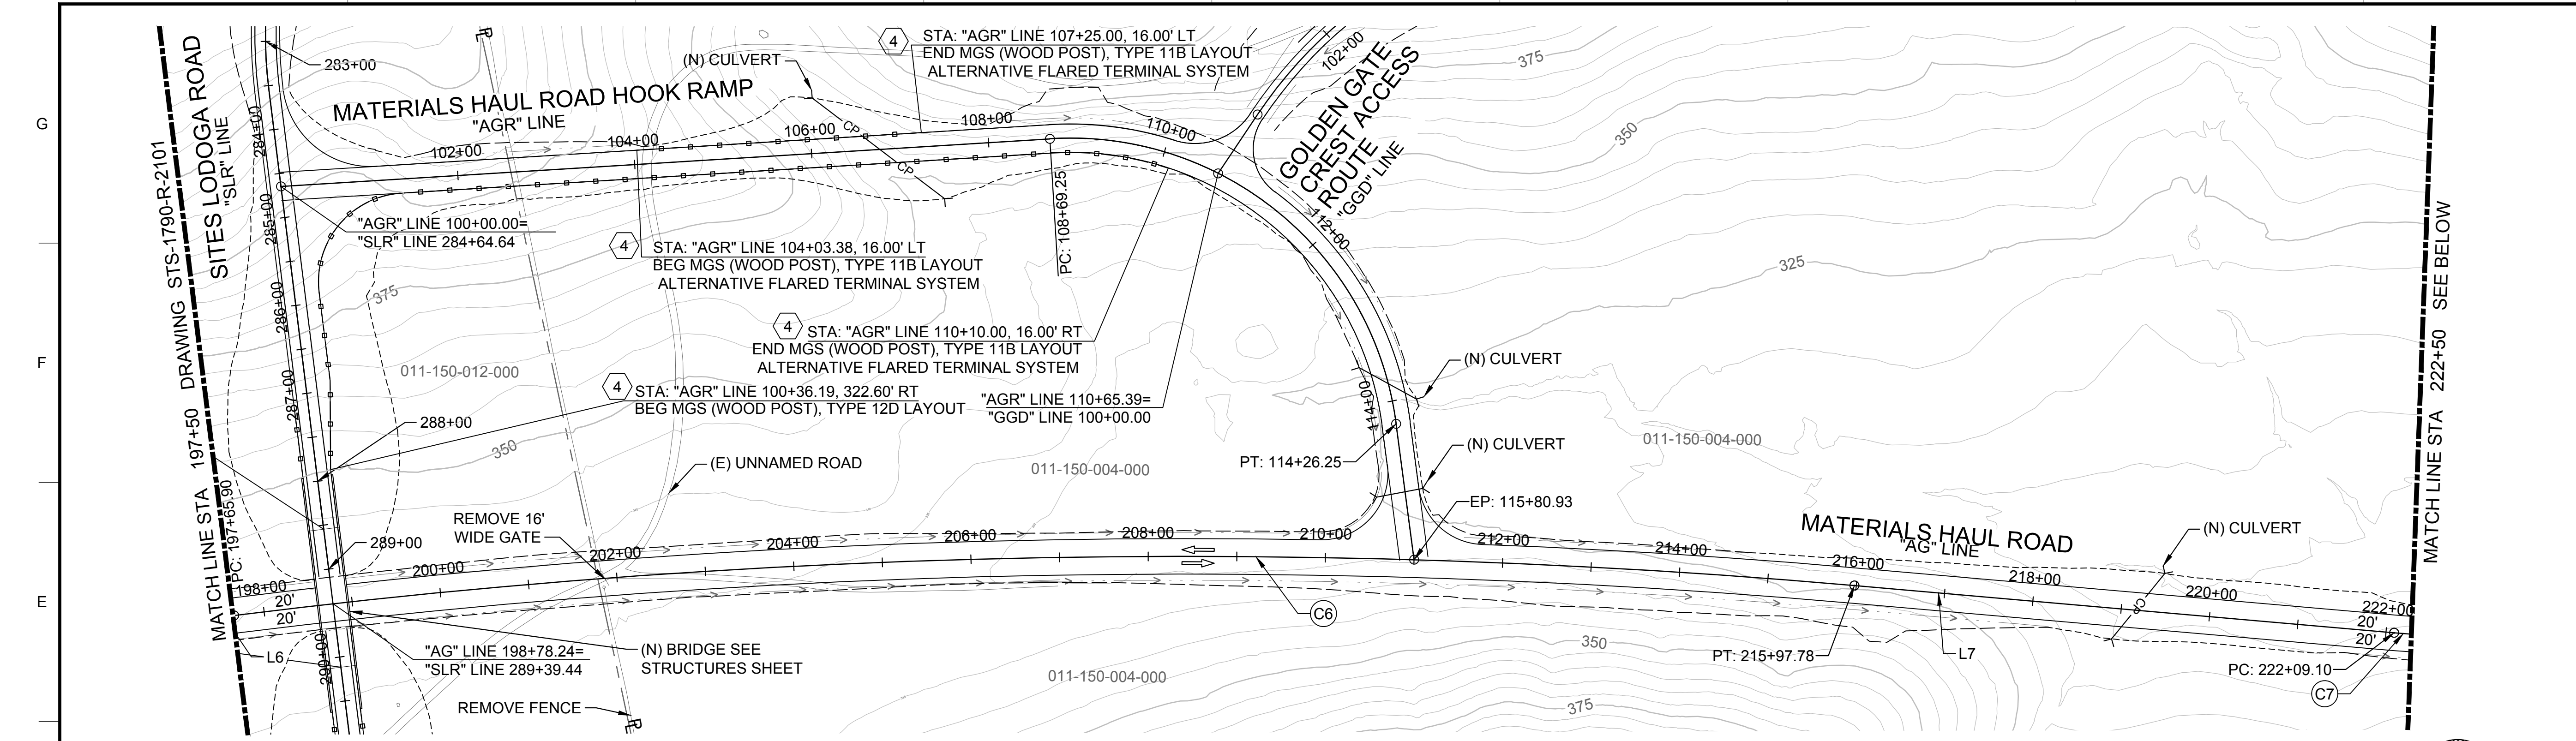 G
F
E
MATCH LINE STA 197+50 DRAWING STS-1790-R-2101
SITES LODOGA ROAD
"SLR" LINE
283+00
284+00
285+00
286+00
287+00
288+00
289+00
290+00
MATERIALS HAUL ROAD HOOK RAMP
"AGR" LINE
(N) CULVERT
4
STA: "AGR" LINE 107+25.00, 16.00' LT
END MGS (WOOD POST), TYPE 11B LAYOUT
ALTERNATIVE FLARED TERMINAL SYSTEM
102+00
104+00
106+00
108+00
110+00
112+00
114+00
CP
CP
102+00
GOLDEN GATE
CREST ACCESS
ROUTE
"GGD" LINE
375
350
325
"AGR" LINE 100+00.00=
"SLR" LINE 284+64.64
PC: 108+69.25
4
STA: "AGR" LINE 104+03.38, 16.00' LT
BEG MGS (WOOD POST), TYPE 11B LAYOUT
ALTERNATIVE FLARED TERMINAL SYSTEM
375
4
STA: "AGR" LINE 110+10.00, 16.00' RT
END MGS (WOOD POST), TYPE 11B LAYOUT
ALTERNATIVE FLARED TERMINAL SYSTEM
011-150-012-000
4
STA: "AGR" LINE 100+36.19, 322.60' RT
BEG MGS (WOOD POST), TYPE 12D LAYOUT
"AGR" LINE 110+65.39=
"GGD" LINE 100+00.00
(N) CULVERT
(N) CULVERT
350
(E) UNNAMED ROAD
011-150-004-000
011-150-004-000
PT: 114+26.25
EP: 115+80.93
PC: 197+65.90
REMOVE 16'
WIDE GATE
198+00
200+00
202+00
204+00
206+00
208+00
210+00
212+00
214+00
216+00
218+00
220+00
222+00
MATERIALS HAUL ROAD
"AG" LINE
(N) CULVERT
CP
20'
20'
20'
20'
C6
L6
"AG" LINE 198+78.24=
"SLR" LINE 289+39.44
(N) BRIDGE SEE
STRUCTURES SHEET
REMOVE FENCE
PL
PL
011-150-004-000
350
375
PT: 215+97.78
L7
PC: 222+09.10
C7
MATCH LINE STA 222+50 SEE BELOW